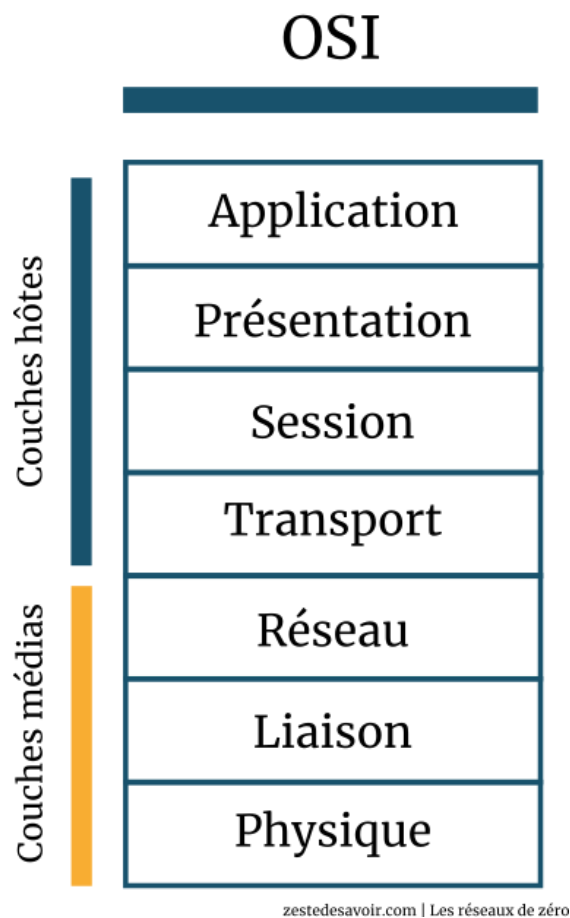 OSI
Couches hôtes
Application
Présentation
Session
Transport
Couches médias
Réseau
Liaison
Physique
zestedesavoir.com | Les réseaux de zéro